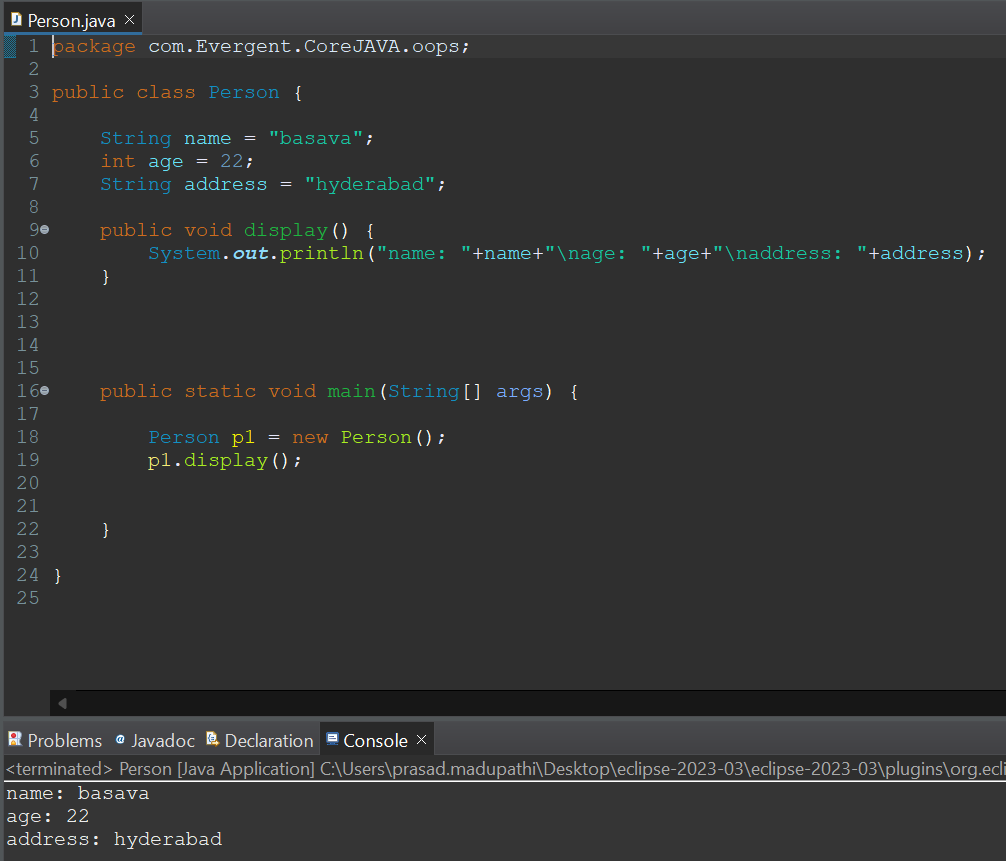 Person.java
1 package com.Evergent.CoreJAVA.oops;
2
3 public class Person {
4
5 String name = "basava";
6 int age = 22;
7 String address = "hyderabad";
8
9 public void display() {
10 System.out.println("name: "+name+"\nage: "+age+"\naddress: "+address);
11 }
12
13
14
15
16 public static void main(String[] args) {
17
18 Person p1 = new Person();
19 p1.display();
20
21
22 }
23
24 }
25
Problems Javadoc Declaration Console
<terminated> Person [Java Application] C:\Users\prasad.madupathi\Desktop\eclipse-2023-03\eclipse-2023-03\plugins\org.ecli
name: basava
age: 22
address: hyderabad